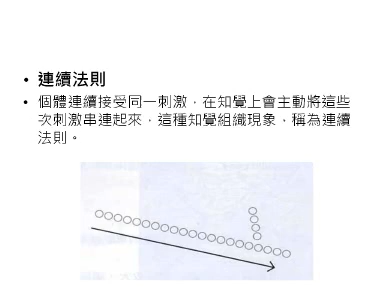 • 連續法則
• 個體連續接受同一刺激，在知覺上會主動將這些
次刺激串連起來，這種知覺組織現象，稱為連續
法則。